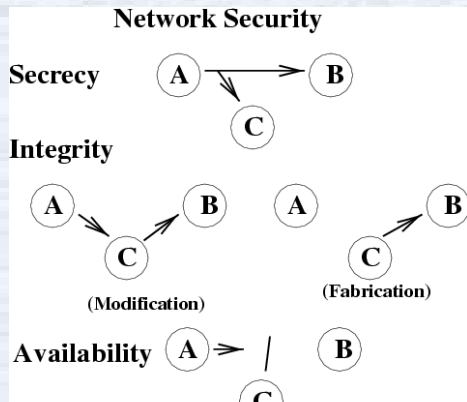 Network Security
Secrecy A B
C
Integrity
A B A B
C C
(Modification) (Fabrication)
Availability A B
C